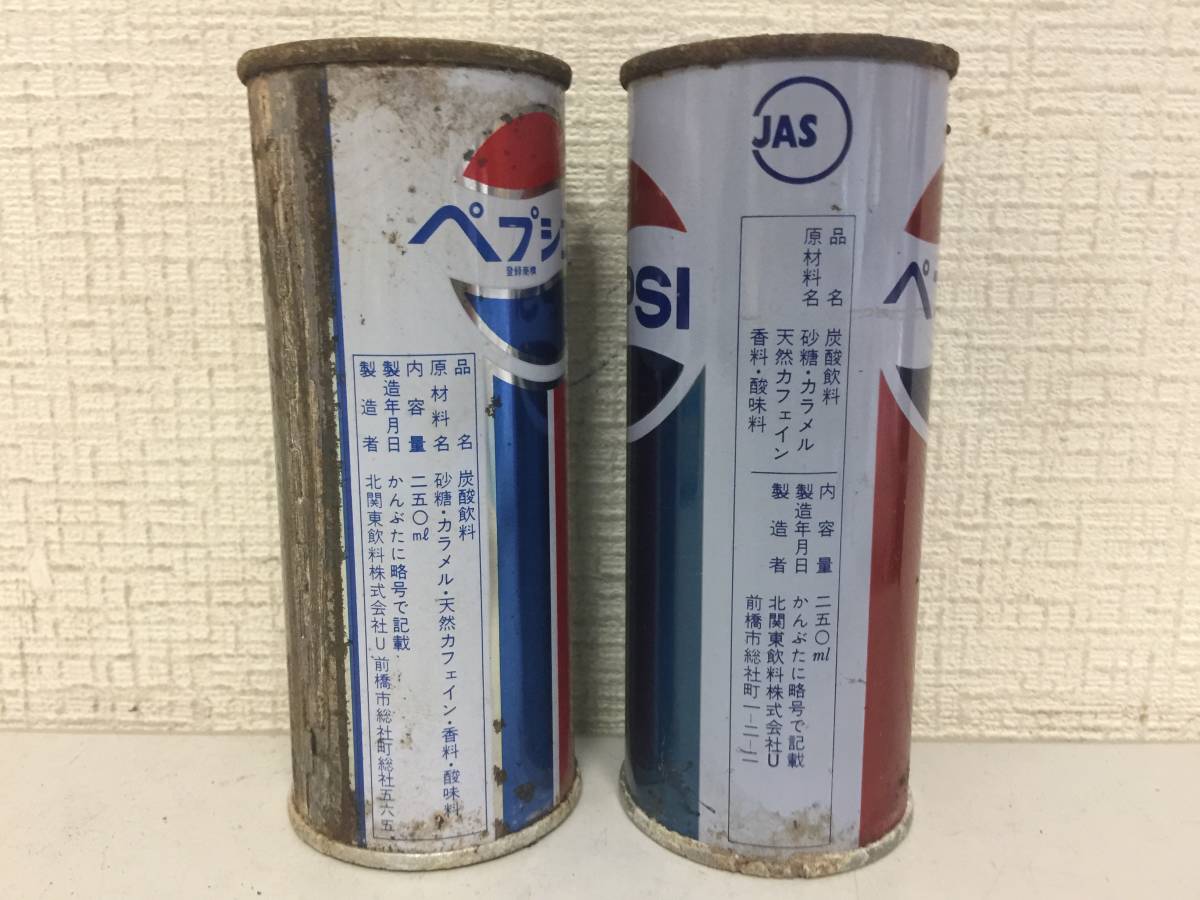 ペプシ
登録商標
品名 炭酸飲料
原材料名 砂糖・カラメル・天然カフェイン・香料・酸味料
内容量 二五〇ml
製造年月日 かんぶたに略号で記載
製造者 北関東飲料株式会社U 前橋市総社町総社五六五
JAS
PSI
品名 炭酸飲料
原材料名 砂糖・カラメル
天然カフェイン
香料・酸味料
内容量 二五〇ml
製造年月日 かんぶたに略号で記載
製造者 北関東飲料株式会社U
前橋市総社町一-二-二
ペ